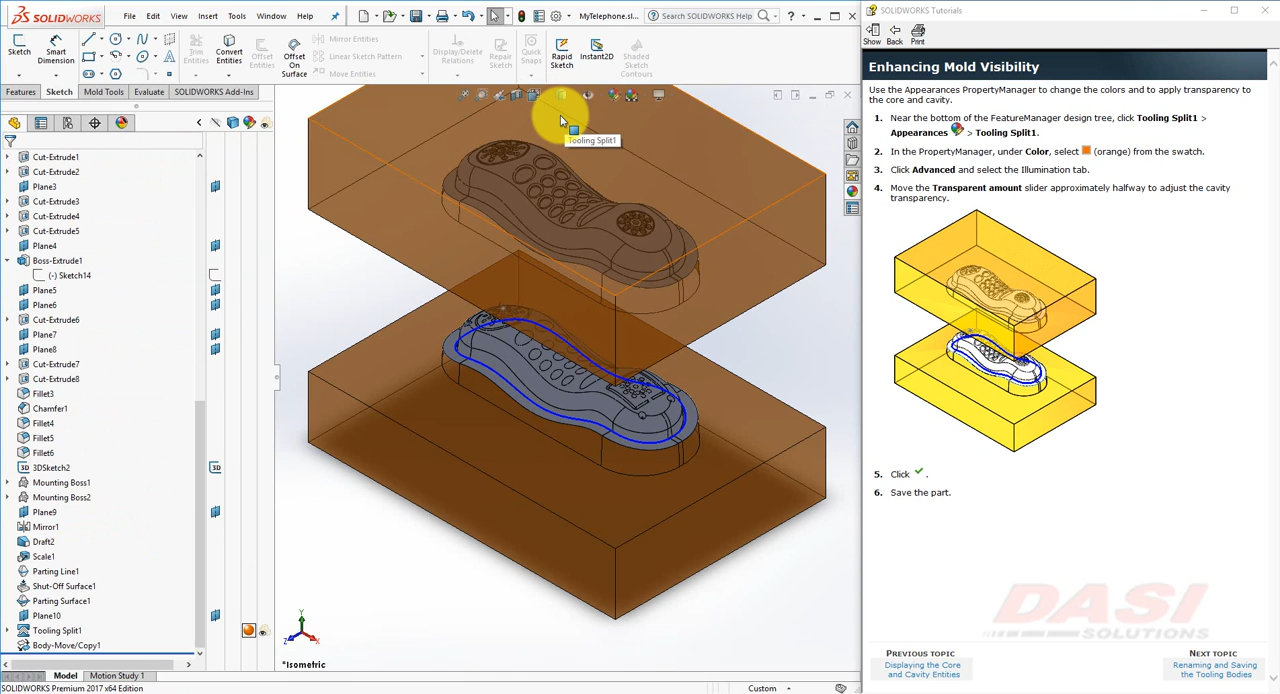 SOLIDWORKS
File Edit View Insert Tools Window Help
MyTelephone.sl...
Search SOLIDWORKS Help
Sketch
Smart Dimension
Trim Entities
Convert Entities
Offset Entities
Offset On Surface
Mirror Entities
Linear Sketch Pattern
Move Entities
Display/Delete Relations
Repair Sketch
Quick Snaps
Rapid Sketch
Instant2D
Shaded Sketch Contours
Features Sketch Mold Tools Evaluate SOLIDWORKS Add-Ins
Cut-Extrude1
Cut-Extrude2
Plane3
Cut-Extrude3
Cut-Extrude4
Cut-Extrude5
Plane4
Boss-Extrude1
(-) Sketch14
Plane5
Plane6
Cut-Extrude6
Plane7
Plane8
Cut-Extrude7
Cut-Extrude8
Fillet3
Chamfer1
Fillet4
Fillet5
Fillet6
3D 3DSketch2 3D
Mounting Boss1
Mounting Boss2
Plane9
Mirror1
Draft2
Scale1
Parting Line1
Shut-Off Surface1
Parting Surface1
Plane10
Tooling Split1
Body-Move/Copy1
Tooling Split1
Y
Z X
*Isometric
Model Motion Study 1
SOLIDWORKS Premium 2017 x64 Edition
Custom
SOLIDWORKS Tutorials
Show Back Print
Enhancing Mold Visibility
Use the Appearances PropertyManager to change the colors and to apply transparency to
the core and cavity.
1. Near the bottom of the FeatureManager design tree, click Tooling Split1 >
Appearances > Tooling Split1.
2. In the PropertyManager, under Color, select (orange) from the swatch.
3. Click Advanced and select the Illumination tab.
4. Move the Transparent amount slider approximately halfway to adjust the cavity
transparency.
5. Click .
6. Save the part.
DASI
SOLUTIONS
PREVIOUS TOPIC
Displaying the Core
and Cavity Entities
NEXT TOPIC
Renaming and Saving
the Tooling Bodies